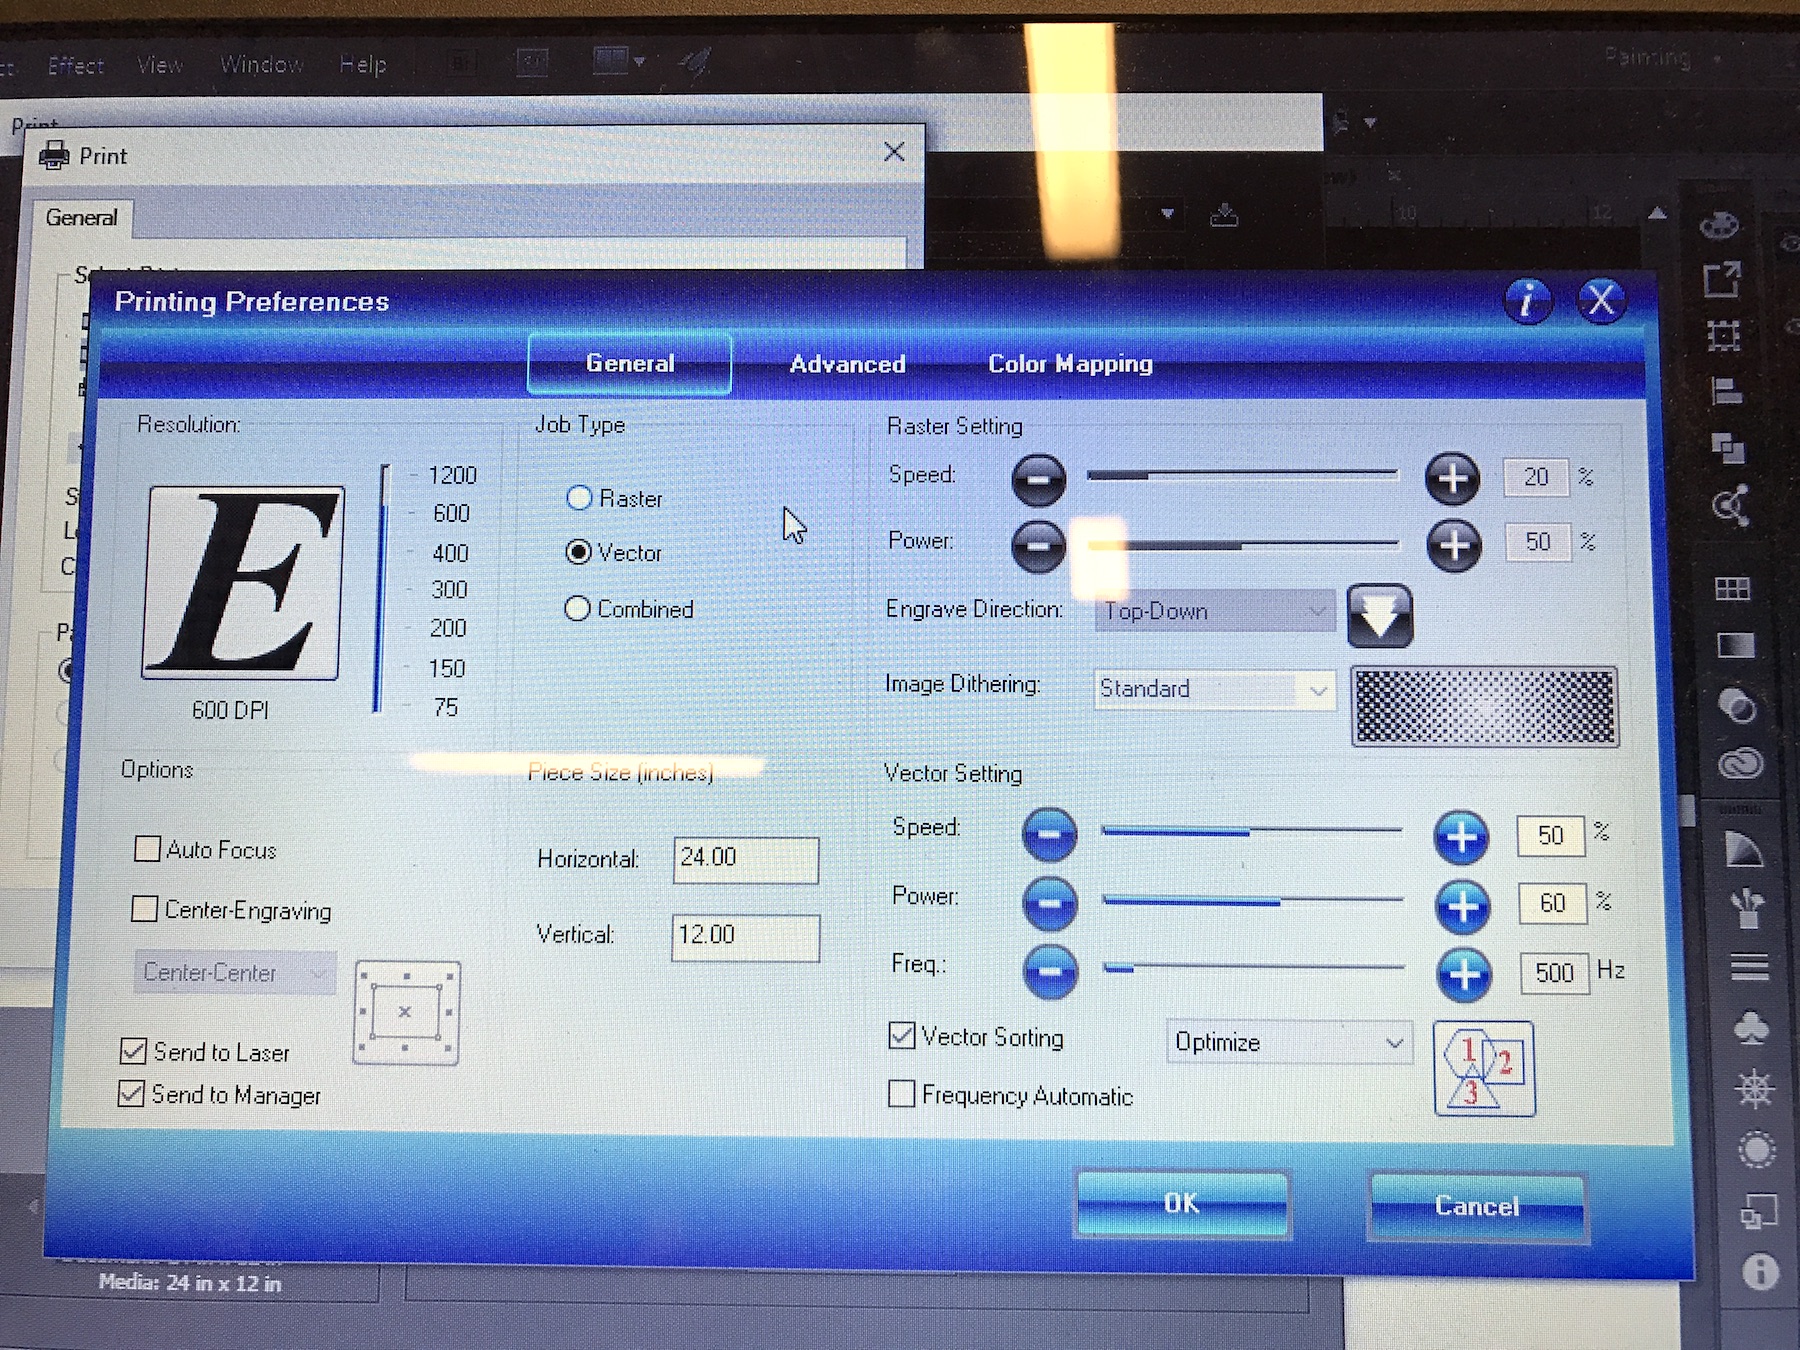 Effect View Window Help Br St Painting
Print
Print
General
10 12
Printing Preferences i X
General Advanced Color Mapping
Resolution:
1200
600
400
300
200
150
75
E
600 DPI
Job Type
Raster
Vector
Combined
Raster Setting
Speed: 20 %
Power: 50 %
Engrave Direction: Top-Down
Image Dithering: Standard
Options
Auto Focus
Center-Engraving
Center-Center
Send to Laser
Send to Manager
Piece Size (inches)
Horizontal: 24.00
Vertical: 12.00
Vector Setting
Speed: 50 %
Power: 60 %
Freq.: 500 Hz
Vector Sorting Optimize
1 2
3
Frequency Automatic
OK Cancel
Media: 24 in x 12 in